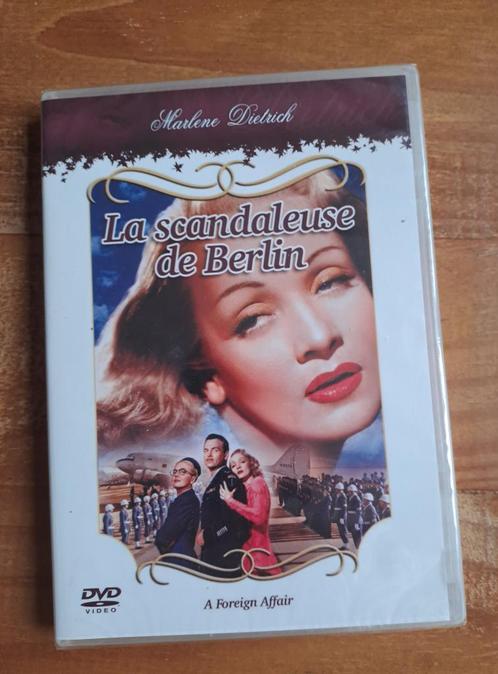 Marlene Dietrich
La scandaleuse
de Berlin
DVD
VIDEO
A Foreign Affair